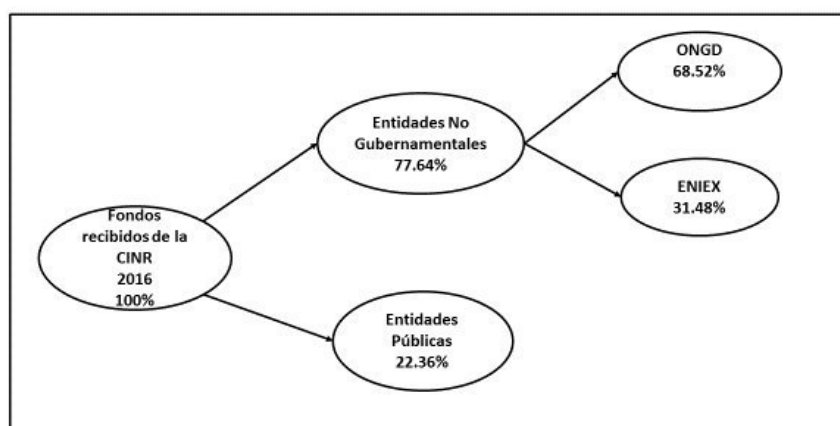 Fondos
recibidos de la
CINR
2016
100%
Entidades No
Gubernamentales
77.64%
ONGD
68.52%
ENIEX
31.48%
Entidades
Públicas
22.36%